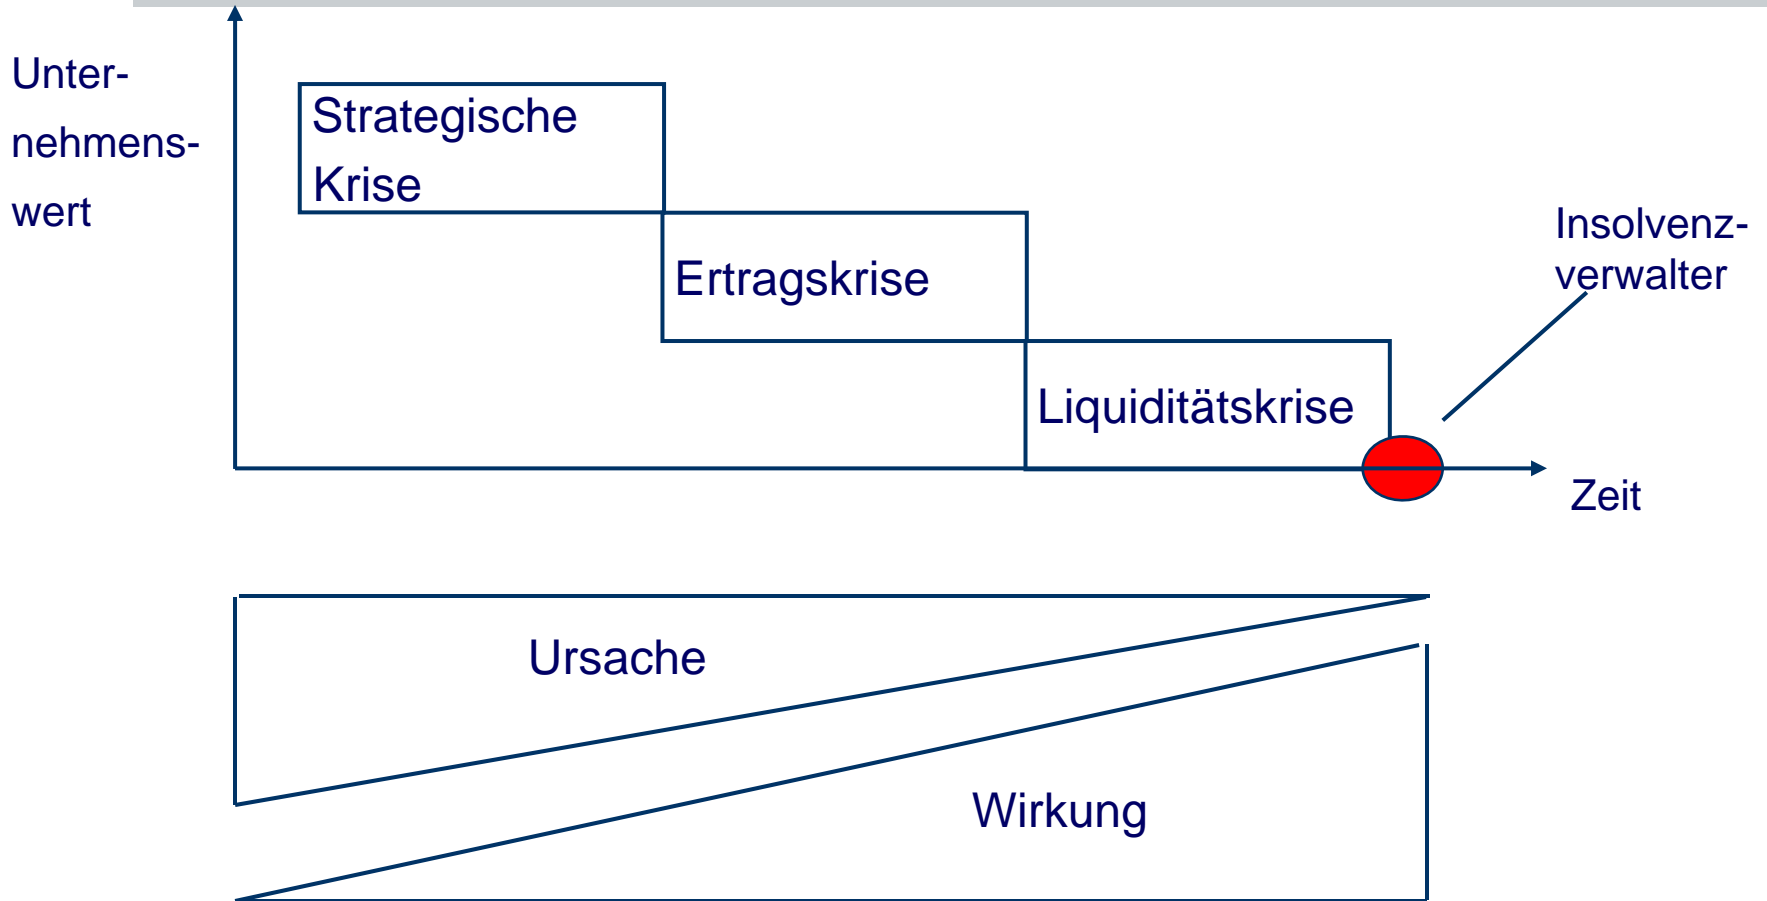 Unter-
nehmens-
wert
Strategische
Krise
Ertragskrise
Liquiditätskrise
Insolvenz-
verwalter
Zeit
Ursache
Wirkung